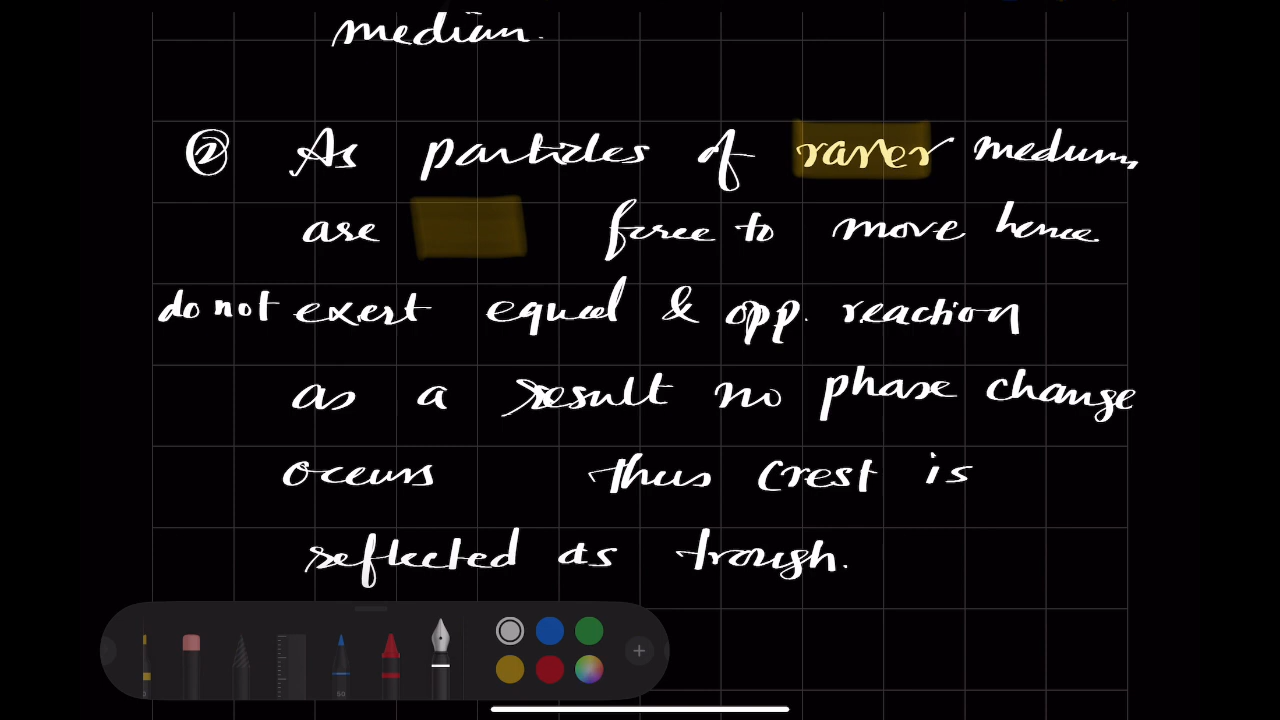 medium.
② As particles of rarer medium,
are free to move hence
do not exert equal & opp. reaction
as a result no phase change
occurs thus crest is
reflected as trough.
50